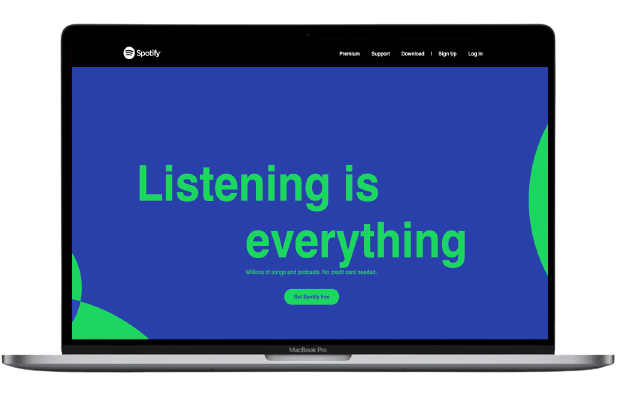 Spotify
Premium Support Download | Sign Up Log In
Listening is
everything
Millions of songs and podcasts. No credit card needed.
Get Spotify free
MacBook Pro